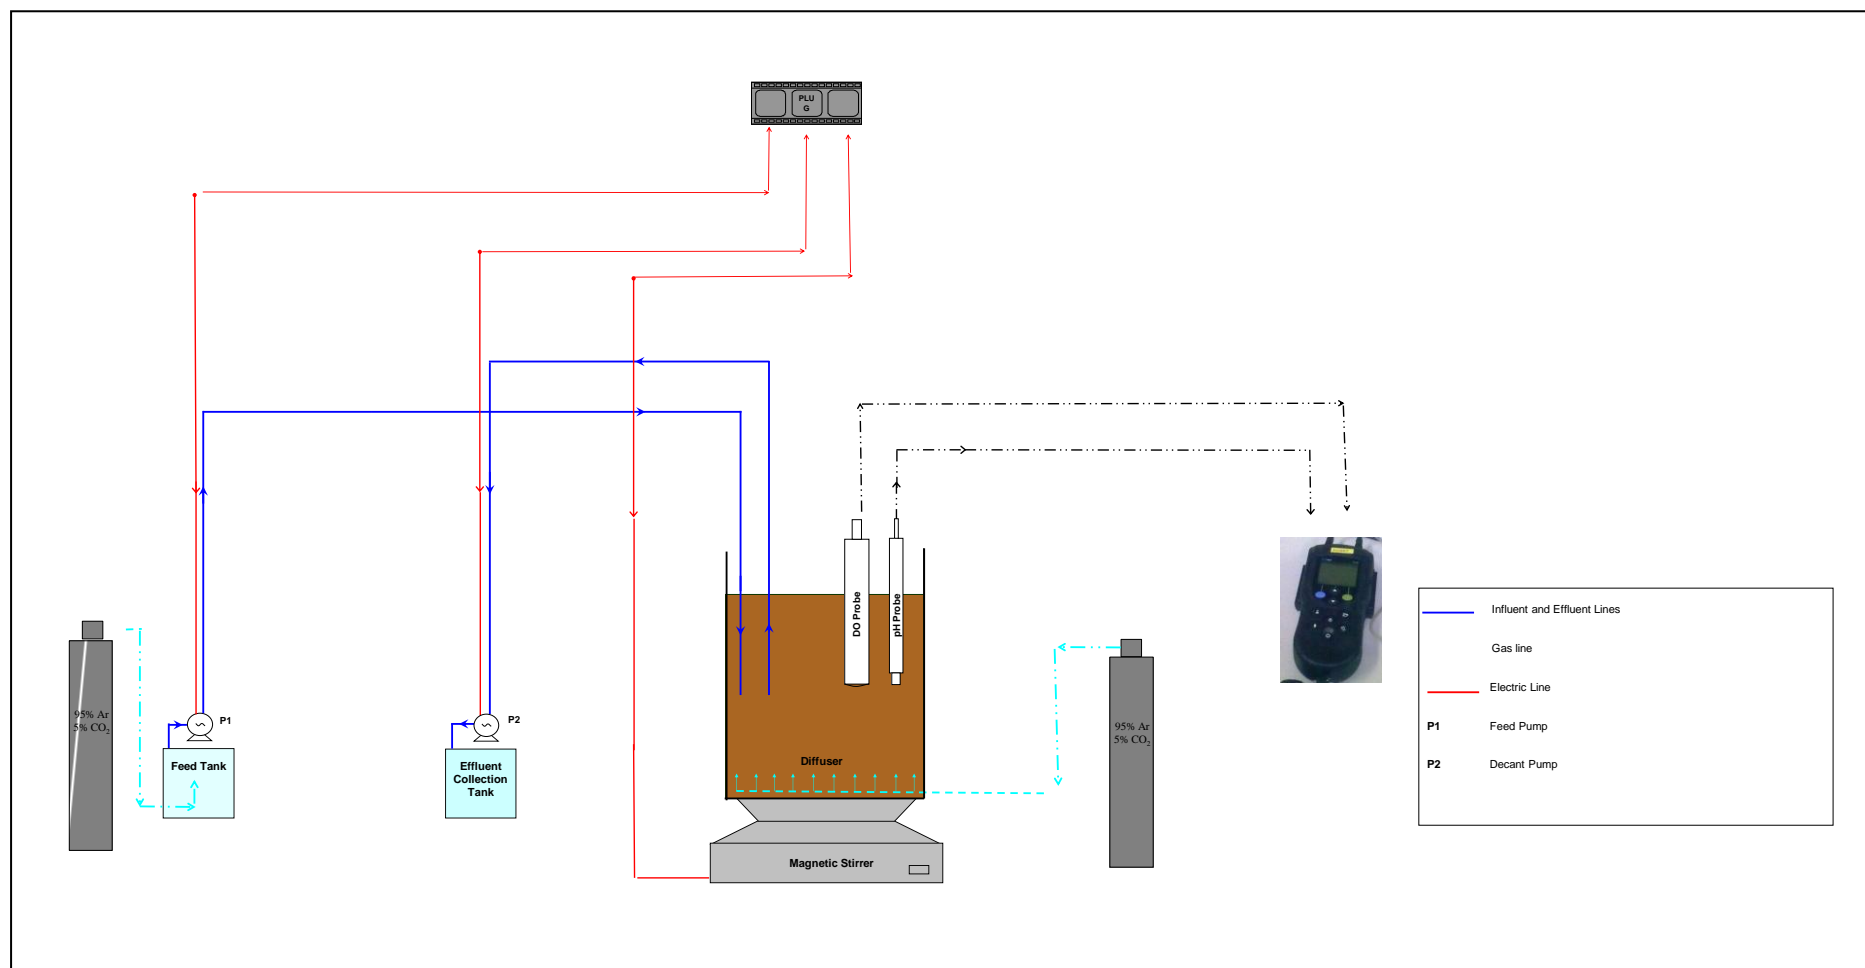 PLU
G
DO Probe
pH Probe
95% Ar
5% CO₂
P1
Feed Tank
P2
Effluent
Collection
Tank
Diffuser
Magnetic Stirrer
95% Ar
5% CO₂
Influent and Effluent Lines
Gas line
Electric Line
P1 Feed Pump
P2 Decant Pump